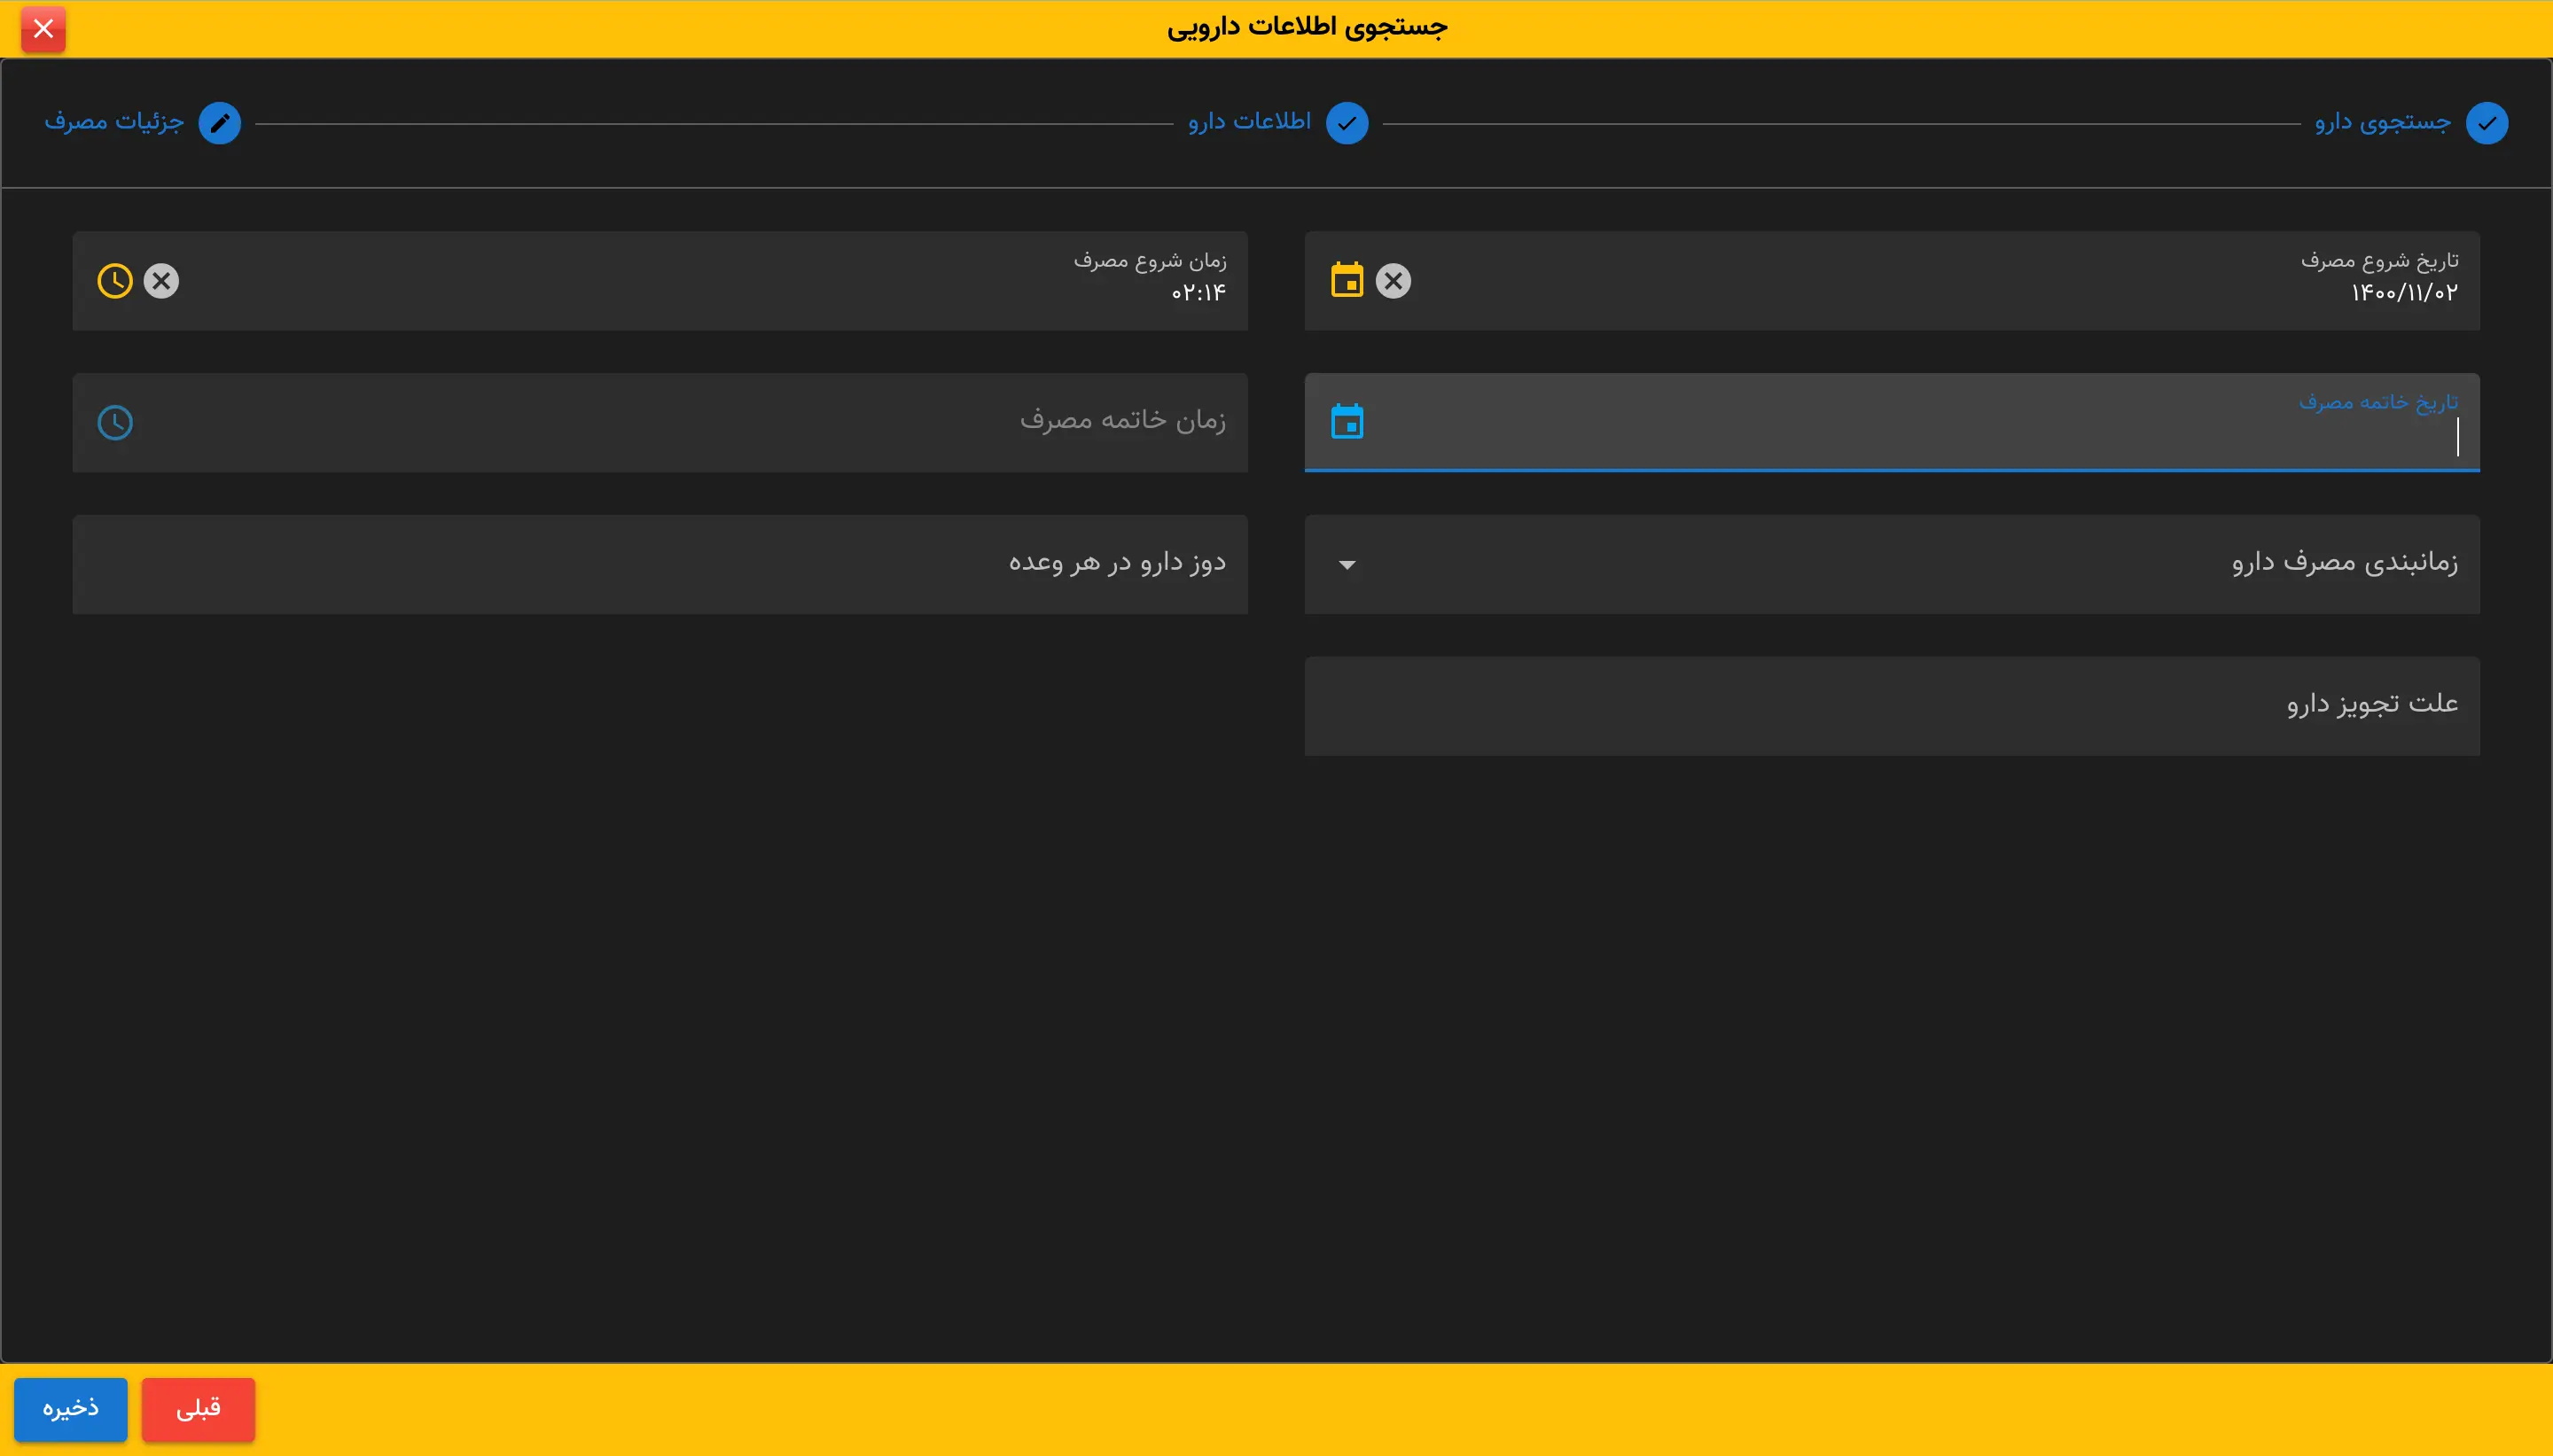 جستجوی اطلاعات دارویی
جستجوی دارو
اطلاعات دارو
جزئیات مصرف
تاریخ شروع مصرف
۱۴۰۰/۱۱/۰۲
زمان شروع مصرف
۰۲:۱۴
تاریخ خاتمه مصرف
زمان خاتمه مصرف
زمانبندی مصرف دارو
دوز دارو در هر وعده
علت تجویز دارو
قبلی
ذخیره